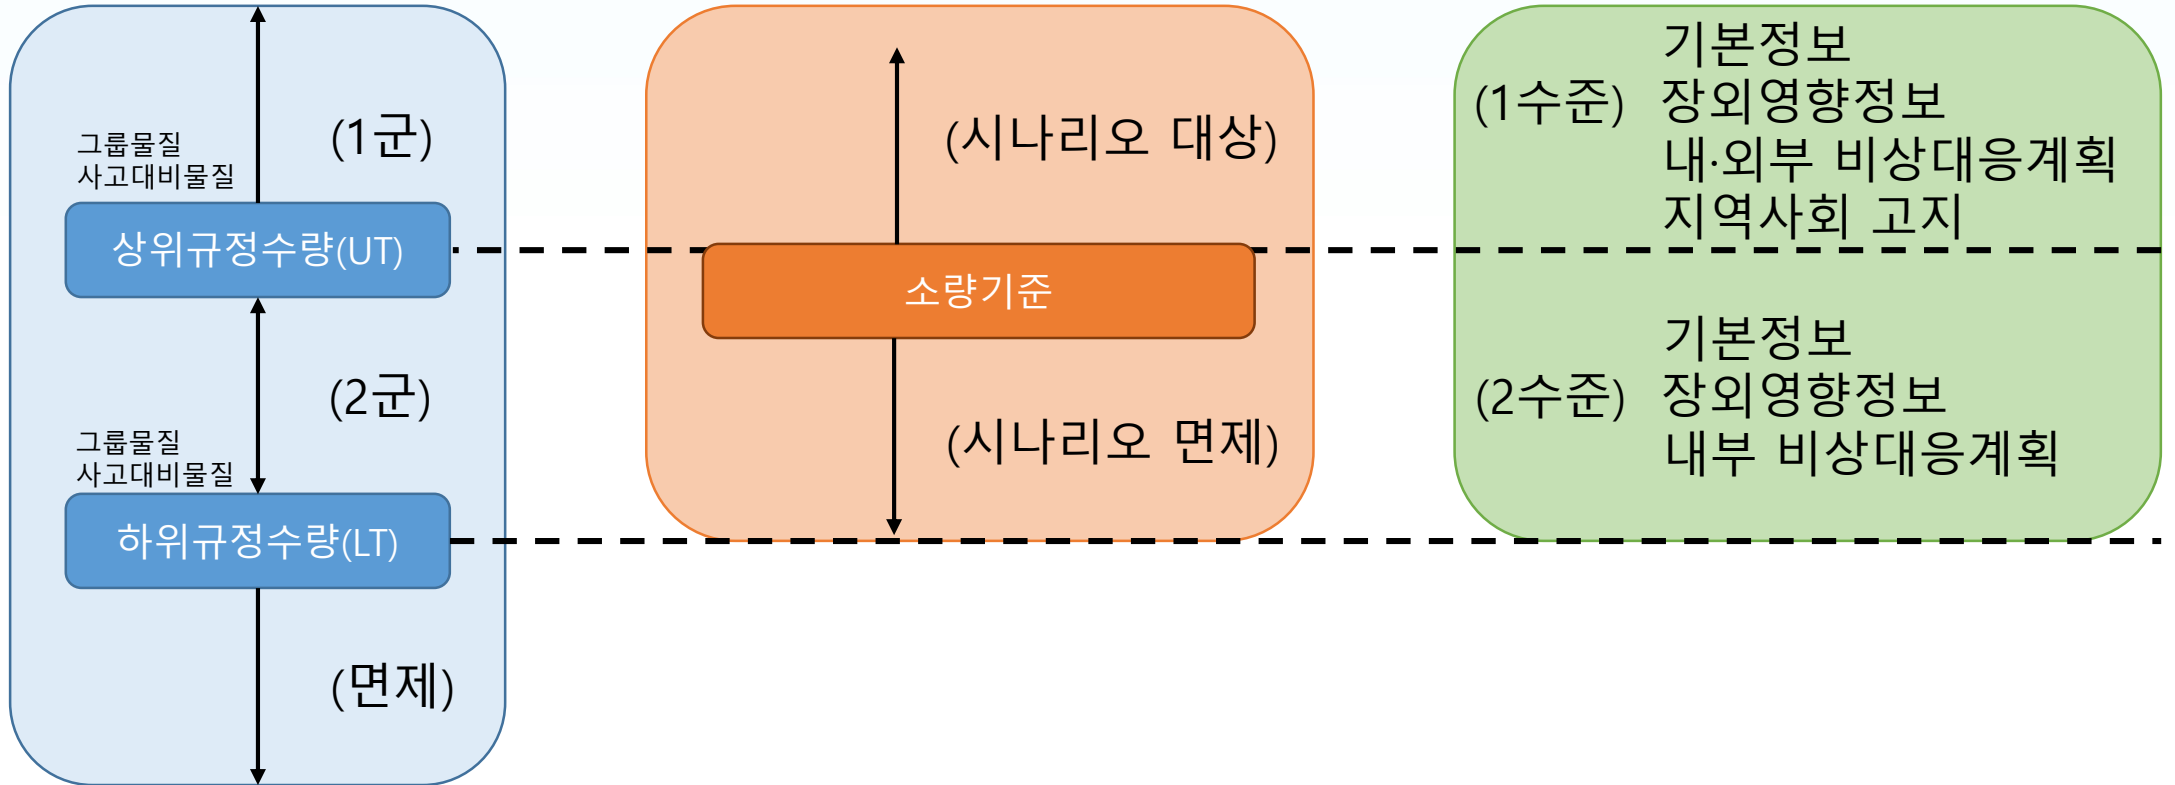 그룹물질
사고대비물질
(1군)
상위규정수량(UT)
(2군)
그룹물질
사고대비물질
하위규정수량(LT)
(면제)
(시나리오 대상)
소량기준
(시나리오 면제)
기본정보
(1수준) 장외영향정보
내·외부 비상대응계획
지역사회 고지
기본정보
(2수준) 장외영향정보
내부 비상대응계획